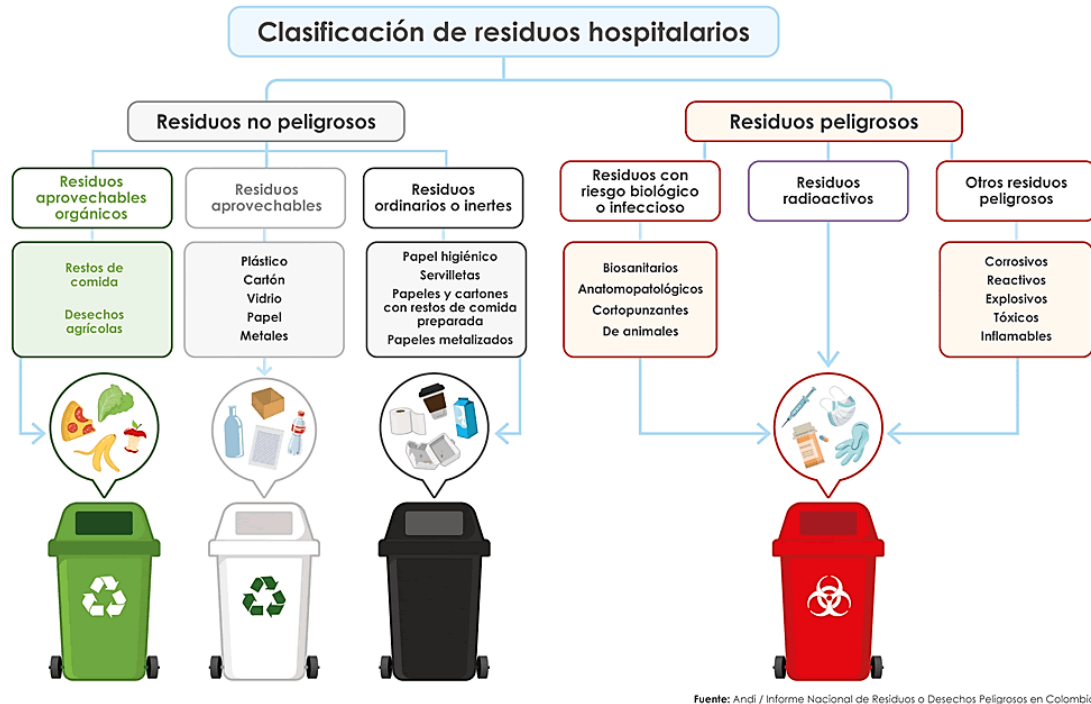 Clasificación de residuos hospitalarios
Residuos no peligrosos
Residuos peligrosos
Residuos
aprovechables
orgánicos
Residuos
aprovechables
Residuos
ordinarios o inertes
Residuos con
riesgo biológico
o infeccioso
Residuos
radioactivos
Otros residuos
peligrosos
Restos de
comida
Desechos
agrícolas
Plástico
Cartón
Vidrio
Papel
Metales
Papel higiénico
Servilletas
Papeles y cartones
con restos de comida
preparada
Papeles metalizados
Biosanitarios
Anatomopatológicos
Cortopunzantes
De animales
Corrosivos
Reactivos
Explosivos
Tóxicos
Inflamables
Fuente: Andi / Informe Nacional de Residuos o Desechos Peligrosos en Colombia